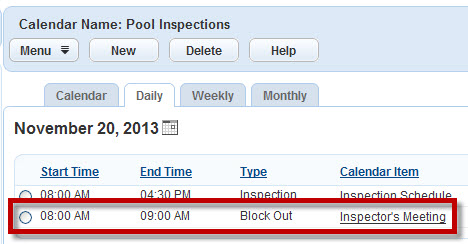 Calendar Name: Pool Inspections
Menu New Delete Help
Calendar Daily Weekly Monthly
November 20, 2013
Start Time End Time Type Calendar Item
08:00 AM 04:30 PM Inspection Inspection Schedule
08:00 AM 09:00 AM Block Out Inspector's Meeting